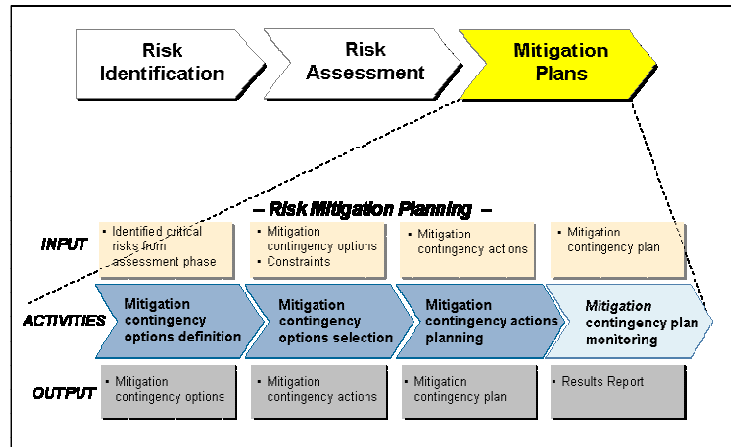 Risk
Identification
Risk
Assessment
Mitigation
Plans
– Risk Mitigation Planning –
INPUT
▪ Identified critical
risks from
assessment phase
▪ Mitigation
contingency options
▪ Constraints
▪ Mitigation
contingency actions
▪ Mitigation
contingency plan
ACTIVITIES
Mitigation
contingency
options definition
Mitigation
contingency
options selection
Mitigation
contingency actions
planning
Mitigation
contingency plan
monitoring
OUTPUT
▪ Mitigation
contingency options
▪ Mitigation
contingency actions
▪ Mitigation
contingency plan
▪ Results Report